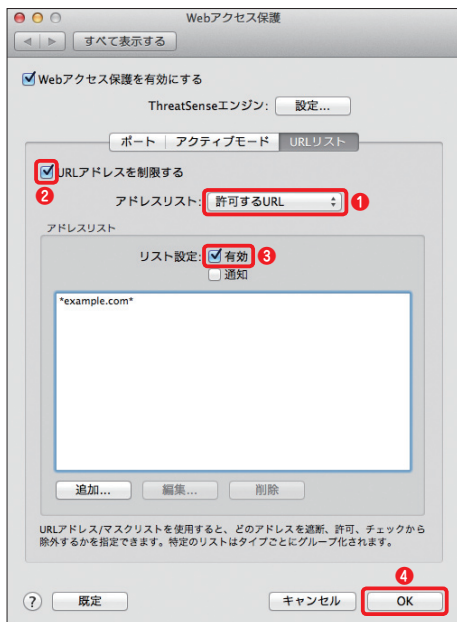 Webアクセス保護
すべて表示する
Webアクセス保護を有効にする
ThreatSenseエンジン: 設定...
ポート アクティブモード URLリスト
URLアドレスを制限する
❷
アドレスリスト: 許可するURL ❶
アドレスリスト
リスト設定: 有効 ❸
通知
*example.com*
追加... 編集... 削除
URLアドレス/マスクリストを使用すると、どのアドレスを遮断、許可、チェックから
除外するかを指定できます。特定のリストはタイプごとにグループ化されます。
❹
? 既定 キャンセル OK